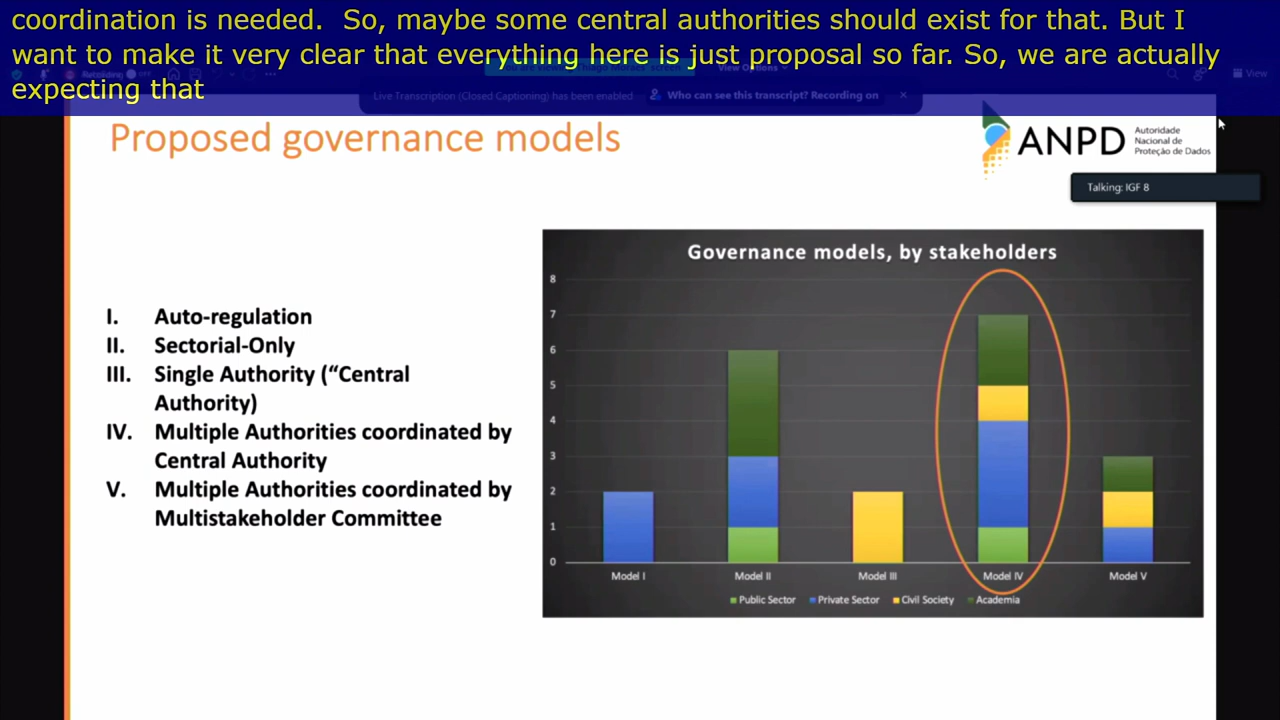 coordination is needed.  So, maybe some central authorities should exist for that. But I
want to make it very clear that everything here is just proposal so far. So, we are actually
expecting that
View
Live Transcription (Closed Captioning) has been enabled
Who can see this transcript? Recording on
Proposed governance models
ANPD
Autoridade
Nacional de
Proteção de Dados
Talking: IGF 8
I. Auto-regulation
II. Sectorial-Only
III. Single Authority (“Central
Authority)
IV. Multiple Authorities coordinated by
Central Authority
V. Multiple Authorities coordinated by
Multistakeholder Committee
Governance models, by stakeholders
8
7
6
5
4
3
2
1
0
Model I
Model II
Model III
Model IV
Model V
Public Sector
Private Sector
Civil Society
Academia